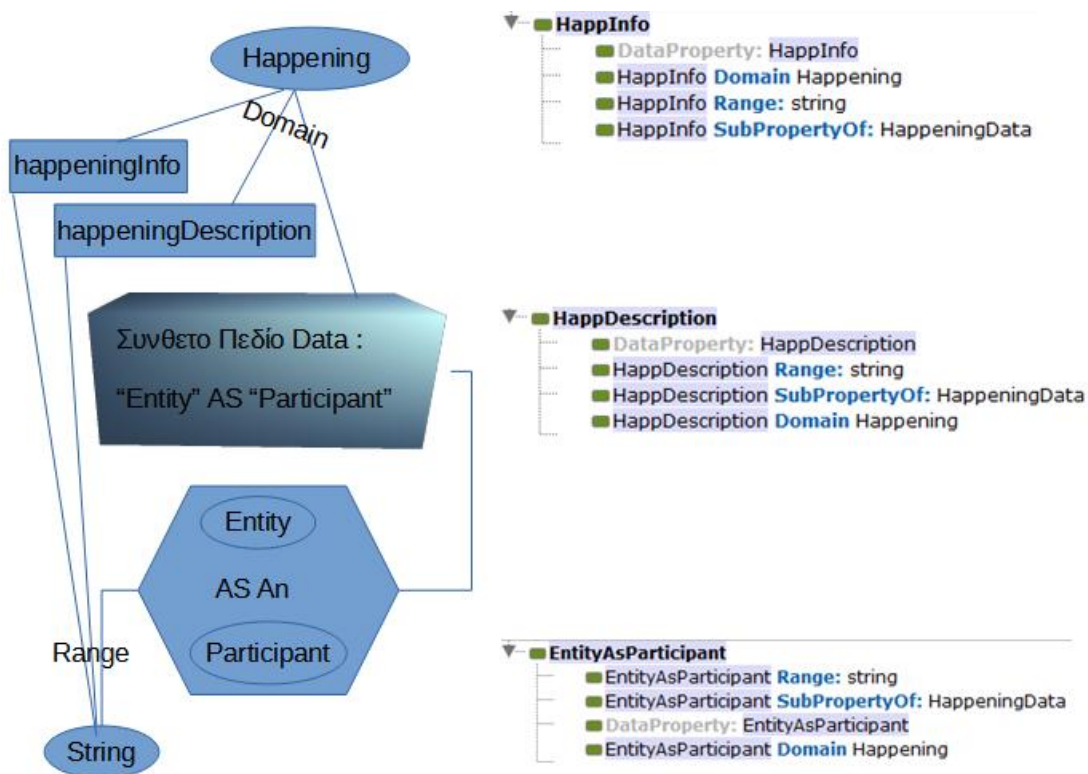 Happening
Domain
happeningInfo
happeningDescription
Συνθετο Πεδίο Data :
“Entity” AS “Participant”
Entity
AS An
Participant
Range
String
HappInfo
DataProperty: HappInfo
HappInfo Domain Happening
HappInfo Range: string
HappInfo SubPropertyOf: HappeningData
HappDescription
DataProperty: HappDescription
HappDescription Range: string
HappDescription SubPropertyOf: HappeningData
HappDescription Domain Happening
EntityAsParticipant
EntityAsParticipant Range: string
EntityAsParticipant SubPropertyOf: HappeningData
DataProperty: EntityAsParticipant
EntityAsParticipant Domain Happening